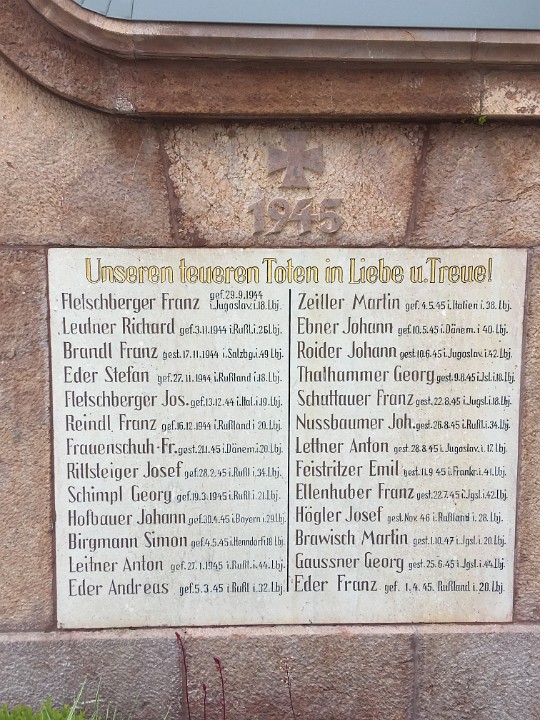 1945
Unseren teueren Toten in Liebe u. Treue!
Fletschberger Franz gef. 29.9.1944 i. Jugoslav. i. 18. Lbj.
Leutner Richard gef. 3.11.1944 i. Rußl. i. 26. Lbj.
Brandl Franz gest. 17.11.1944 i. Salzbg. i. 49 Lbj.
Eder Stefan gef. 27.11.1944 i. Rußland i. 18. Lbj.
Fletschberger Jos. gef. 13.12.44 i. Ital. i. 19. Lbj.
Reindl Franz gef. 16.12.1944 i. Rußland i. 20. Lbj.
Frauenschuh Fr. gest. 21.1.45 i. Dänem. i. 20. Lbj.
Rillsteiger Josef gef. 28.2.45 i. Rußl. i. 34. Lbj.
Schimpl Georg gef. 19.3.1945 i. Rußl. i. 21. Lbj.
Hofbauer Johann gef. 30.4.45 i. Bayern i. 29. Lbj.
Birgmann Simon gef. 4.5.45 i. Henndorf i. 18 Lbj.
Leitner Anton gef. 27.1.1945 i. Rußl. i. 44. Lbj.
Eder Andreas gef. 5.3.45 i. Rußl. i. 32. Lbj.
Zeitler Martin gef. 4.5.45 i. Italien i. 38. Lbj.
Ebner Johann gef. 10.5.45 i. Dänem. i. 40. Lbj.
Roider Johann gest. 10.6.45 i. Jugoslav. i. 42. Lbj.
Thalhammer Georg gest. 9.8.45 i. Jsl. i. 18. Lbj.
Schattauer Franz gest. 22.8.45 i. Jugsl. i. 18. Lbj.
Nussbaumer Joh. gest. 26.8.45 i. Rußl. i. 34. Lbj.
Lettner Anton gest. 28.8.45 i. Jugoslav. i. 17. Lbj.
Feistritzer Emil gest. 11.9.45 i. Frankr. i. 41. Lbj.
Ellenhuber Franz gest. 22.7.45 i. Jgsl. i. 42. Lbj.
Högler Josef gest. Nov. 46 i. Rußland i. 28. Lbj.
Brawisch Martin gest. 1.10.47 i. Jgsl. i. 20. Lbj.
Gaussner Georg gest. 25.6.45 i. Jgsl. i. 44. Lbj.
Eder Franz gef. 1.4.45. Rußland i. 20. Lbj.